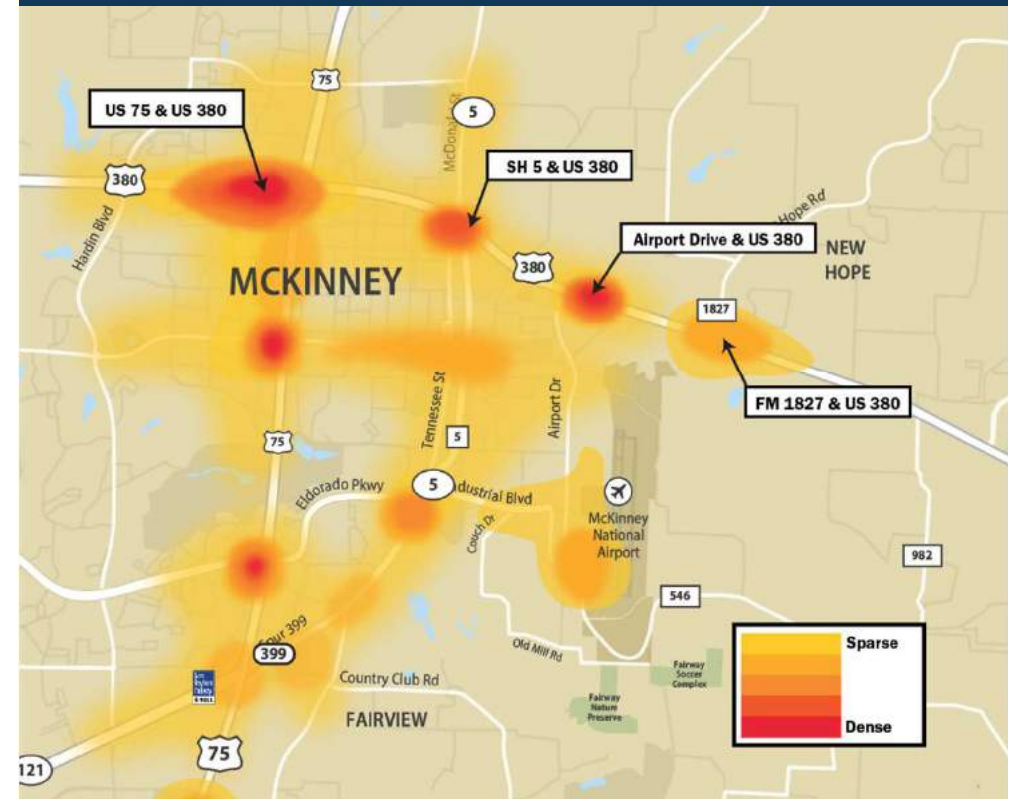 75
5
McDonald St
US 75 & US 380
SH 5 & US 380
380
Hardin Blvd
Hope Rd
Airport Drive & US 380
NEW
HOPE
MCKINNEY
380
1827
FM 1827 & US 380
Tennessee St
Airport Dr
75
5
Eldorado Pkwy
5
dustrial Blvd
Couch Dr
McKinney
National
Airport
982
546
Spur 399
399
Old Mill Rd
Fairway
Soccer
Complex
Country Club Rd
Fairway
Nature
Preserve
FAIRVIEW
75
121
Sparse
Dense